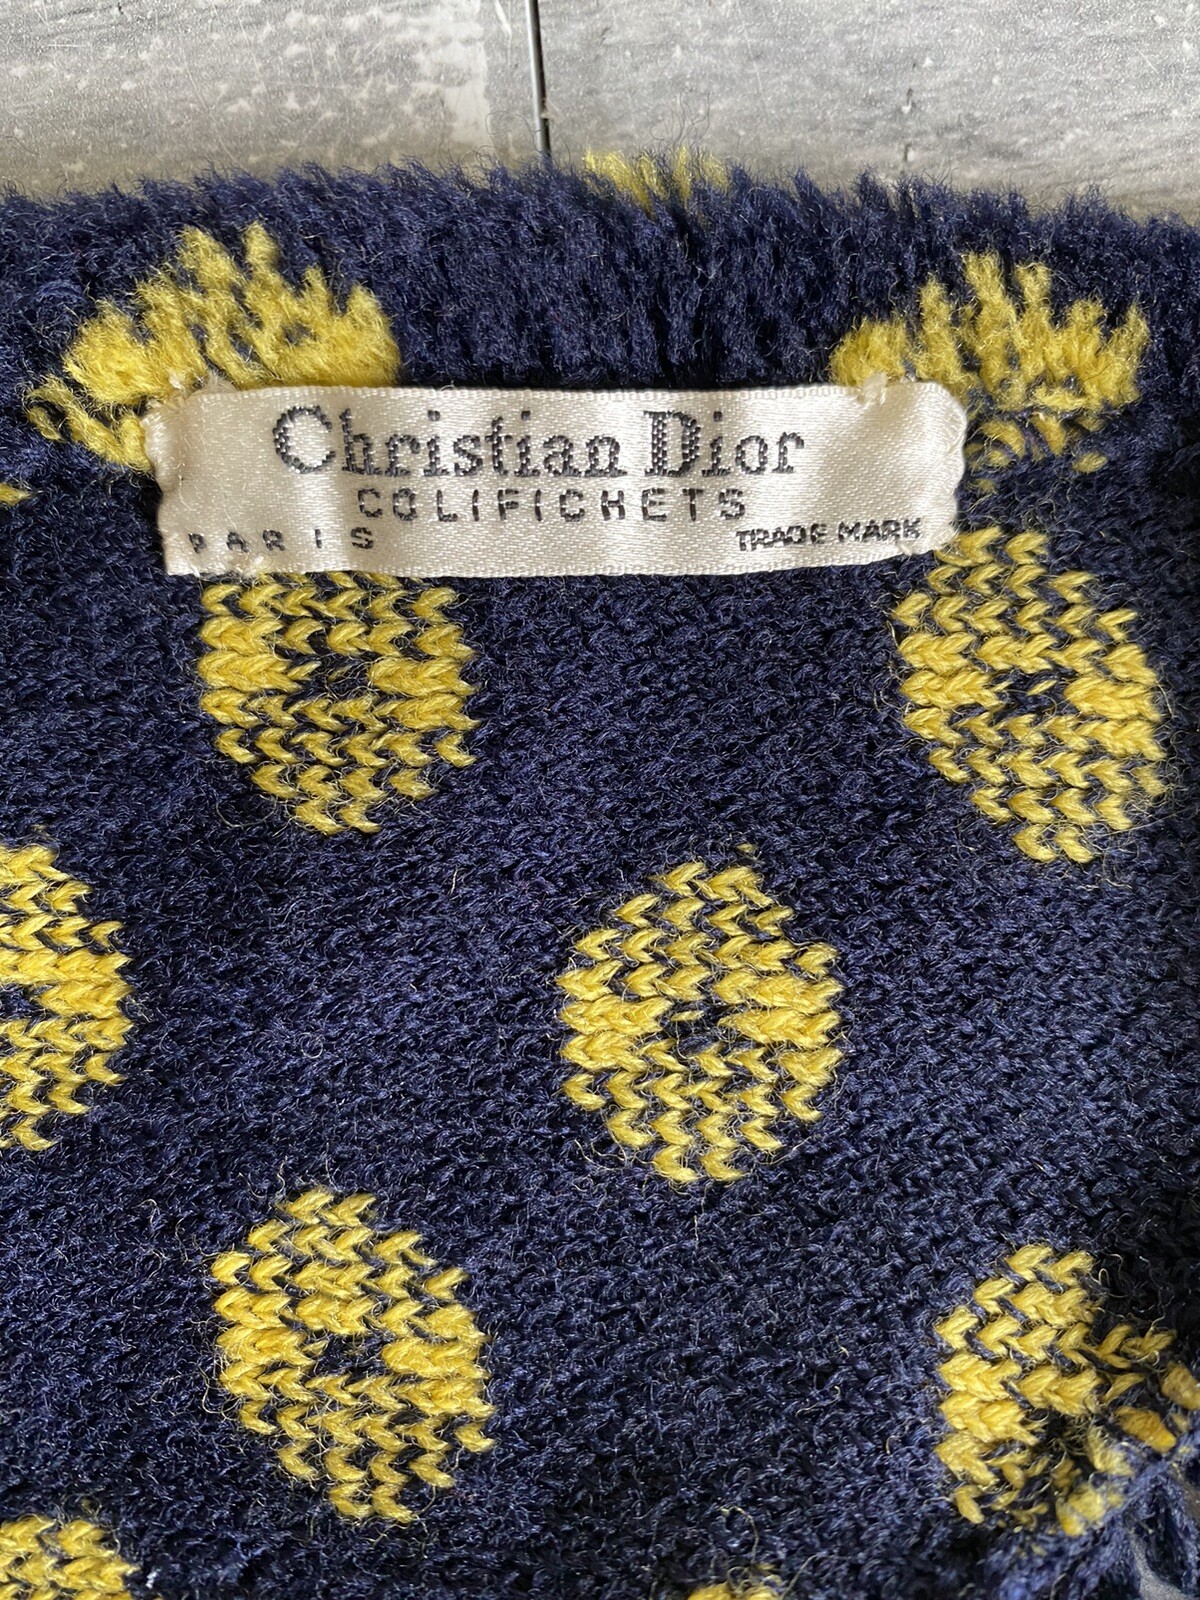 Christian Dior
COLIFICHETS
PARIS TRADE MARK